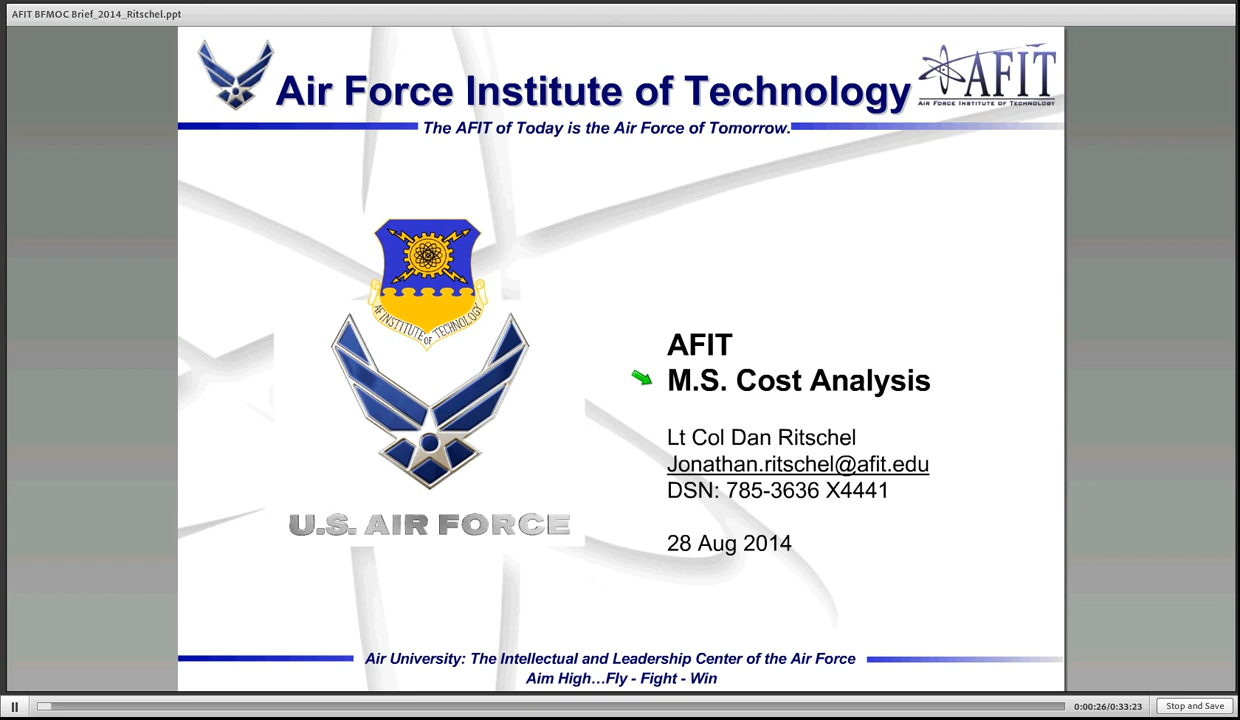 AFIT BFMOC Brief_2014_Ritschel.ppt
Air Force Institute of Technology
AFIT
AIR FORCE INSTITUTE OF TECHNOLOGY
The AFIT of Today is the Air Force of Tomorrow.
AF INSTITUTE OF TECHNOLOGY
AFIT
M.S. Cost Analysis
Lt Col Dan Ritschel
Jonathan.ritschel@afit.edu
DSN: 785-3636 X4441
U.S. AIR FORCE
28 Aug 2014
Air University: The Intellectual and Leadership Center of the Air Force
Aim High...Fly - Fight - Win
0:00:26/0:33:23
Stop and Save